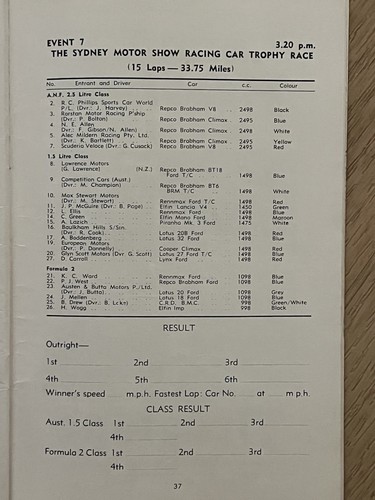 EVENT 7 3.20 p.m.
THE SYDNEY MOTOR SHOW RACING CAR TROPHY RACE
(15 Laps — 33.75 Miles)
No. Entrant and Driver Car c.c. Colour
A.N.F. 2.5 Litre Class
2. R.C. Phillips Sports Car World
P/L (Dvr.: J. Harvey) Repco Brabham V8 2498 Black
3. Rorstan Motor Racing P'ship
(Dvr.: P. Bolton) Repco Brabham Climax 2495 Blue
4. N. E. Allen
(Dvr.: F. Gibson/N. Allen) Repco Brabham Climax 2498 White
5. Alec Mildren Racing Pty. Ltd.
(Dvr.: K. Bartlett) Repco Brabham Climax 2495 Yellow
7. Scuderia Veloce (Dvr.: G. Cusack) Repco Brabham V8 2495 Red
1.5 Litre Class
8. Lawrence Motors Repco Brabham BT18
(G. Lawrence) (N.Z.) Ford T/C 1498 Blue
9. Competition Cars (Aust.) Repco Brabham BT6
(Dvr.: M. Champion) BRM T/C 1498 White
10. Max Stewart Motors
(Dvr.: M. Stewart) Rennmax Ford T/C 1498 Red
11. J. P. McGuire (Dvr.: B. Page) Elfin Lancia V4 1450 Green
12. L. Ellis Rennmax Ford 1498 Blue
14. C. Green Elfin Mono Ford 1498 Maroon
15. A. Lazich Piranha Mk. 3 Ford 1475 White
16. Baulkham Hills S/Stn.
(Dvr.: R. Cook) Lotus 20B Ford 1498 Red
17. A. Boddenberg Lotus 32 Ford 1498 Blue
19. European Motors
(Dvr.: P. Donnelly) Cooper Climax 1498 Red
20. Glyn Scott Motors (Dvr.: G. Scott) Lotus 27 Ford T/C 1498 Blue
27. D. Carroll Lynx Ford 1498 Red
Formula 2
21. K. C. Ward Rennmax Ford 1098 Blue
22. P. J. West Repco Brabham Ford 1098 Blue
23. Austen & Butta Motors P./Ltd.
(Dvr.: J. Butta) Lotus 20 Ford 1098 Grey
24. J. Mellen Lotus 18 Ford 1098 Blue
25. B. Drew (Dvr.: B. C.R.D. B.M.C. 998 Green/White
26. H. Wogg Elfin Imp 998 Black
RESULT
Outright—
1st 2nd 3rd
4th 5th 6th
Winner's speed m.p.h. Fastest Lap: Car No. at m p.h.
CLASS RESULT
Aust. 1.5 Class 1st 2nd 3rd
4th
Formula 2 Class 1st 2nd 3rd
4th
37